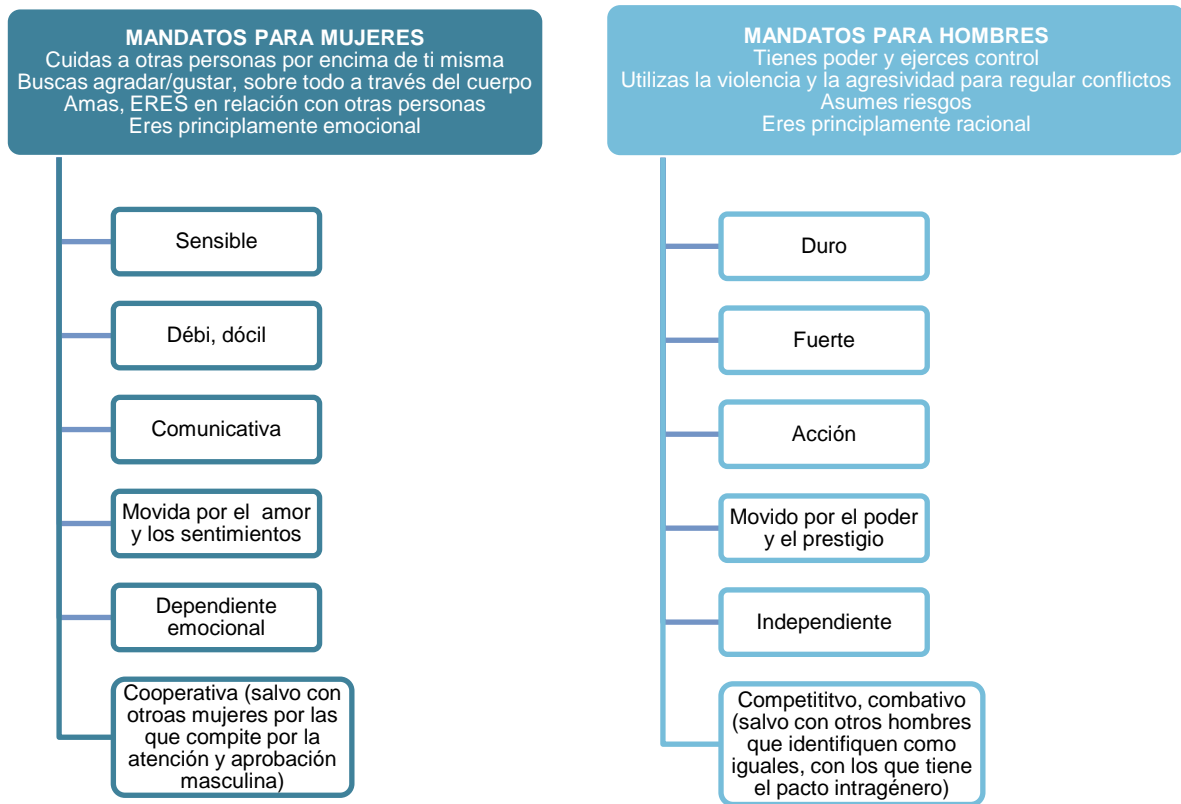 MANDATOS PARA MUJERES
Cuidas a otras personas por encima de ti misma
Buscas agradar/gustar, sobre todo a través del cuerpo
Amas, ERES en relación con otras personas
Eres principlamente emocional
Sensible
Débi, dócil
Comunicativa
Movida por el  amor
y los sentimientos
Dependiente
emocional
Cooperativa (salvo con
otroas mujeres por las
que compite por la
atención y aprobación
masculina)
MANDATOS PARA HOMBRES
Tienes poder y ejerces control
Utilizas la violencia y la agresividad para regular conflictos
Asumes riesgos
Eres principlamente racional
Duro
Fuerte
Acción
Movido por el poder
y el prestigio
Independiente
Competititvo, combativo
(salvo con otros hombres
que identifiquen como
iguales, con los que tiene
el pacto intragénero)